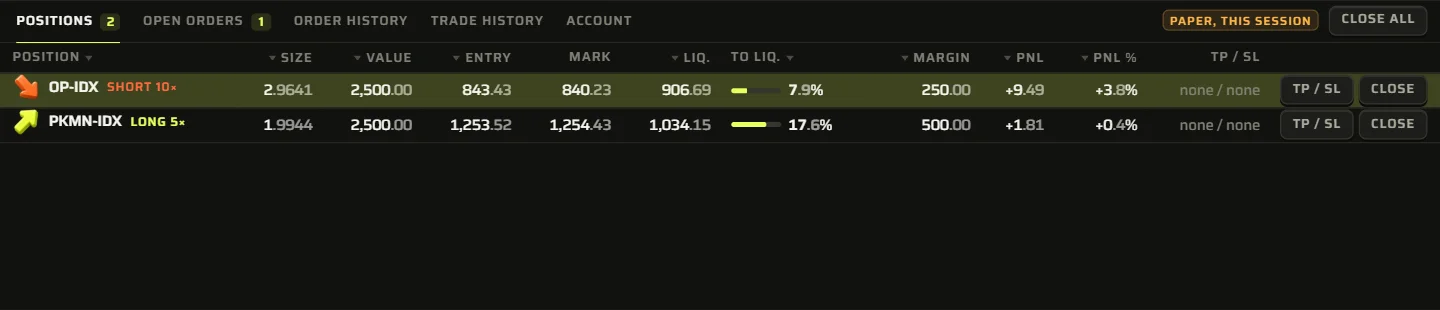 POSITIONS 2 OPEN ORDERS 1 ORDER HISTORY TRADE HISTORY ACCOUNT PAPER, THIS SESSION CLOSE ALL
POSITION SIZE VALUE ENTRY MARK LIQ. TO LIQ. MARGIN PNL PNL % TP / SL
OP-IDX SHORT 10× 2.9641 2,500.00 843.43 840.23 906.69 7.9% 250.00 +9.49 +3.8% none / none TP / SL CLOSE
PKMN-IDX LONG 5× 1.9944 2,500.00 1,253.52 1,254.43 1,034.15 17.6% 500.00 +1.81 +0.4% none / none TP / SL CLOSE